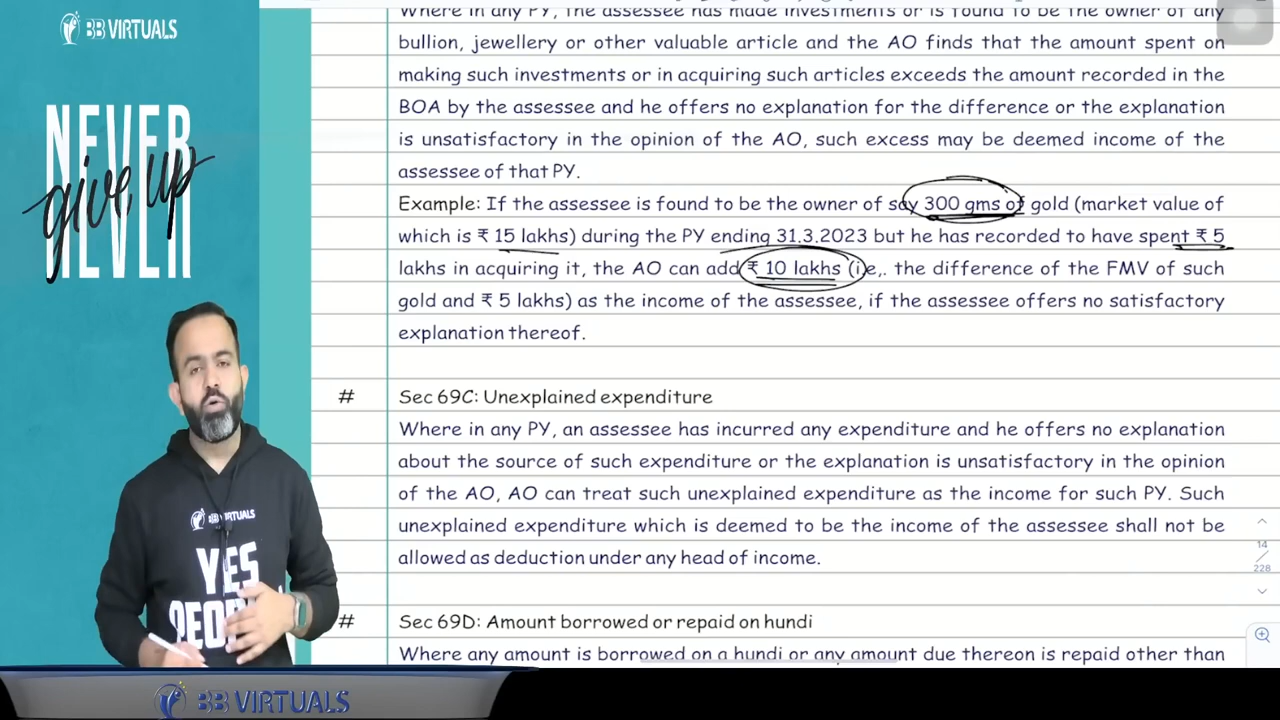 BB VIRTUALS
NEVER
give up
NEVER
Where in any PY, the assessee has made investments or is found to be the owner of any
bullion, jewellery or other valuable article and the AO finds that the amount spent on
making such investments or in acquiring such articles exceeds the amount recorded in the
BOA by the assessee and he offers no explanation for the difference or the explanation
is unsatisfactory in the opinion of the AO, such excess may be deemed income of the
assessee of that PY.
Example: If the assessee is found to be the owner of say 300 gms of gold (market value of
which is ₹ 15 lakhs) during the PY ending 31.3.2023 but he has recorded to have spent ₹ 5
lakhs in acquiring it, the AO can add ₹ 10 lakhs (i.e,. the difference of the FMV of such
gold and ₹ 5 lakhs) as the income of the assessee, if the assessee offers no satisfactory
explanation thereof.
# Sec 69C: Unexplained expenditure
Where in any PY, an assessee has incurred any expenditure and he offers no explanation
about the source of such expenditure or the explanation is unsatisfactory in the opinion
of the AO, AO can treat such unexplained expenditure as the income for such PY. Such
unexplained expenditure which is deemed to be the income of the assessee shall not be
allowed as deduction under any head of income.
# Sec 69D: Amount borrowed or repaid on hundi
Where any amount is borrowed on a hundi or any amount due thereon is repaid other than
14
228
BB VIRTUALS
YES
BB VIRTUALS